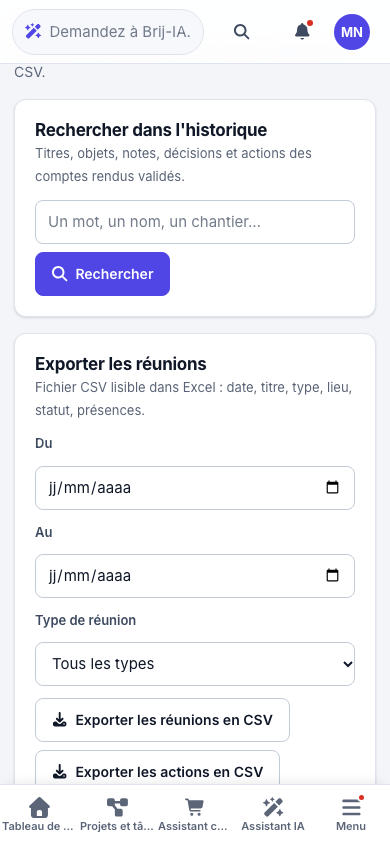 Demandez à Brij-IA.
MN
CSV.
Rechercher dans l'historique
Titres, objets, notes, décisions et actions des
comptes rendus validés.
Un mot, un nom, un chantier...
Rechercher
Exporter les réunions
Fichier CSV lisible dans Excel : date, titre, type, lieu,
statut, présences.
Du
jj/mm/aaaa
Au
jj/mm/aaaa
Type de réunion
Tous les types
Exporter les réunions en CSV
Exporter les actions en CSV
Tableau de ...
Projets et tâ...
Assistant c...
Assistant IA
Menu